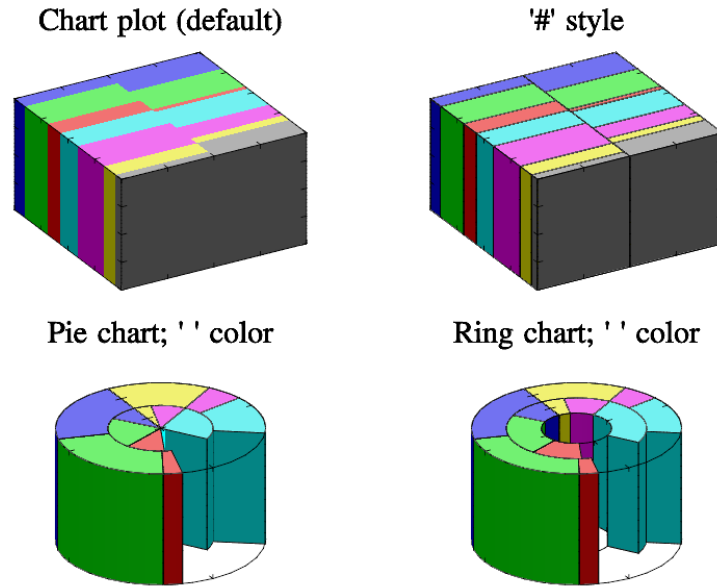 Chart plot (default)
'#' style
Pie chart; ' ' color
Ring chart; ' ' color